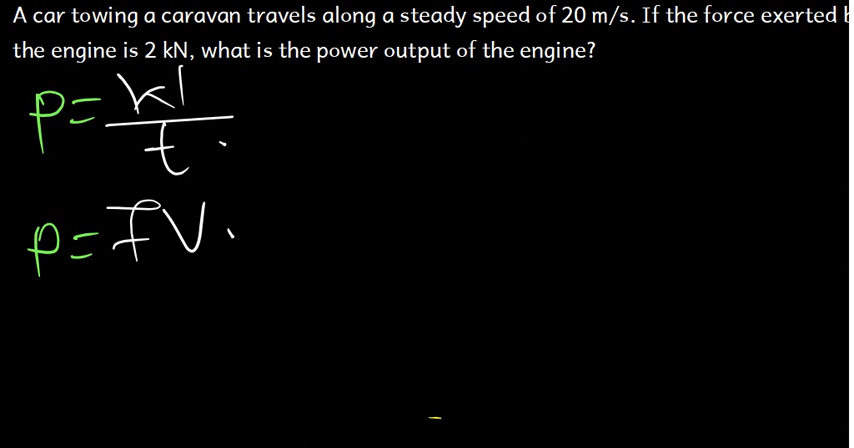 A car towing a caravan travels along a steady speed of 20 m/s. If the force exerted
the engine is 2 kN, what is the power output of the engine?
P = W
t
P = FV